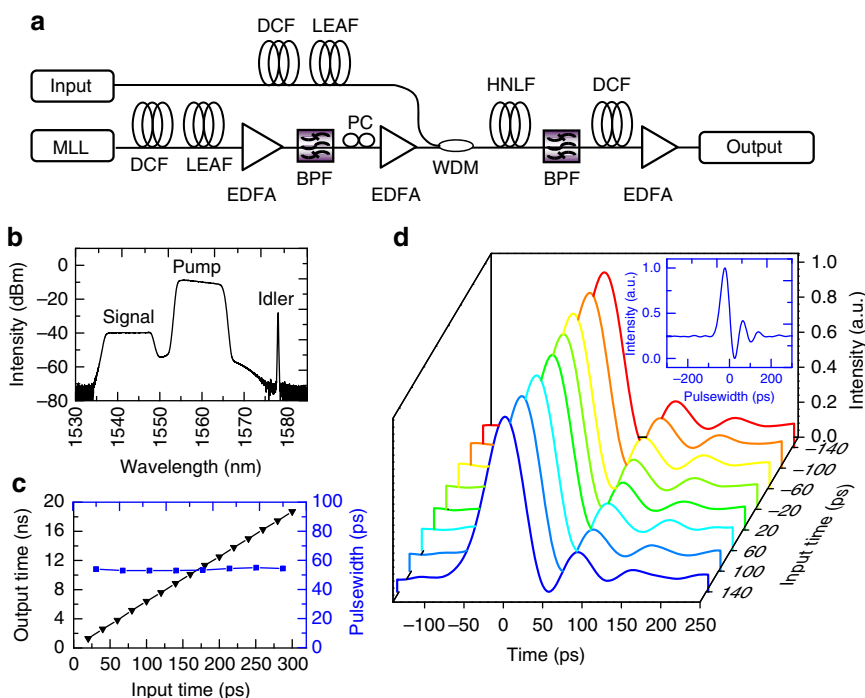 a
DCF LEAF
Input
HNLF DCF
PC
MLL
Output
DCF LEAF
BPF
WDM
BPF
EDFA
EDFA
EDFA
b
0
−20
−40
−60
−80
Intensity (dBm)
Signal
Pump
Idler
1530 1540 1550 1560 1570 1580
Wavelength (nm)
c
20
16
12
8
4
0
Output time (ns)
100
80
60
40
20
0
Pulsewidth (ps)
0 50 100 150 200 250 300
Input time (ps)
d
1.0
0.8
0.6
0.4
0.2
0.0
Intensity (a.u.)
1.0
0.5
0.0
Intensity (a.u.)
−200 0 200
Pulsewidth (ps)
−140
−100
−60
−20
20
60
100
140
Input time (ps)
−100 −50 0 50 100 150 200 250
Time (ps)